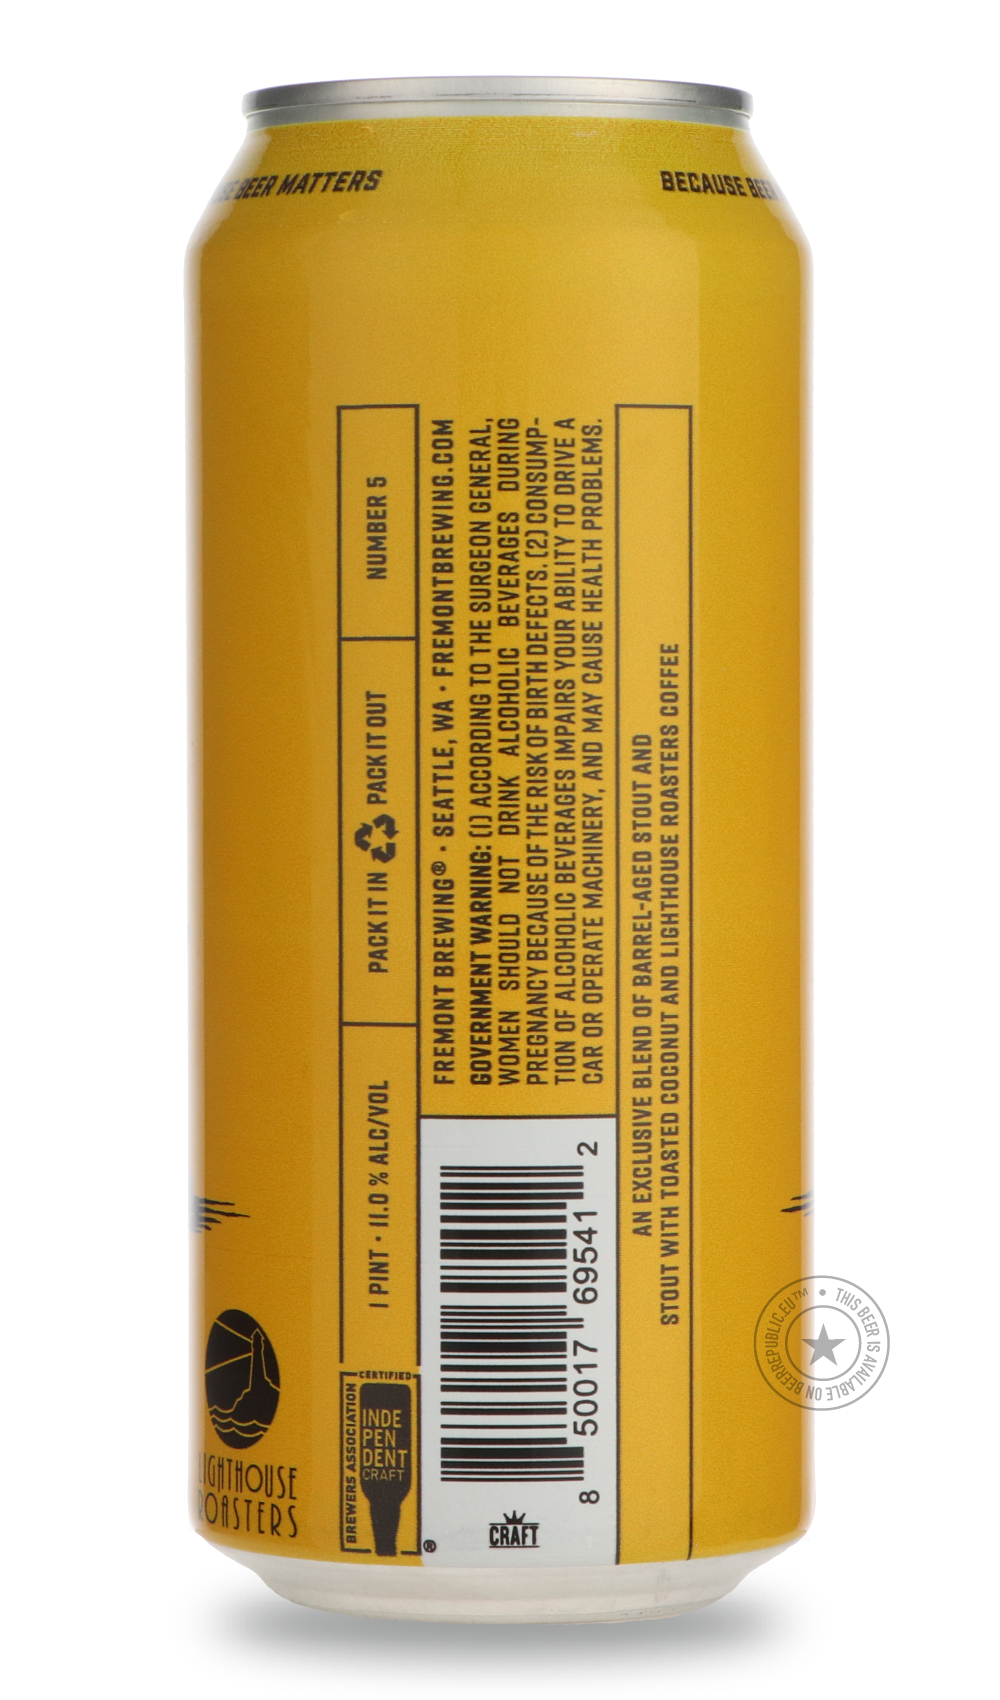 BEER MATTERS
BECAUSE BEER
NUMBER 5
PACK IT IN PACK IT OUT
1 PINT • 11.0 % ALC/VOL
FREMONT BREWING® • SEATTLE, WA • FREMONTBREWING.COM
GOVERNMENT WARNING: (1) ACCORDING TO THE SURGEON GENERAL,
WOMEN SHOULD NOT DRINK ALCOHOLIC BEVERAGES DURING
PREGNANCY BECAUSE OF THE RISK OF BIRTH DEFECTS. (2) CONSUMP-
TION OF ALCOHOLIC BEVERAGES IMPAIRS YOUR ABILITY TO DRIVE A
CAR OR OPERATE MACHINERY, AND MAY CAUSE HEALTH PROBLEMS.
AN EXCLUSIVE BLEND OF BARREL-AGED STOUT AND
STOUT WITH TOASTED COCONUT AND LIGHTHOUSE ROASTERS COFFEE
8 50017 69541 2
CRAFT
BREWERS ASSOCIATION
CERTIFIED
INDE
PEN
DENT
CRAFT
®
LIGHTHOUSE
ROASTERS
THIS BEER IS AVAILABLE ON BEERREPUBLIC.EU™